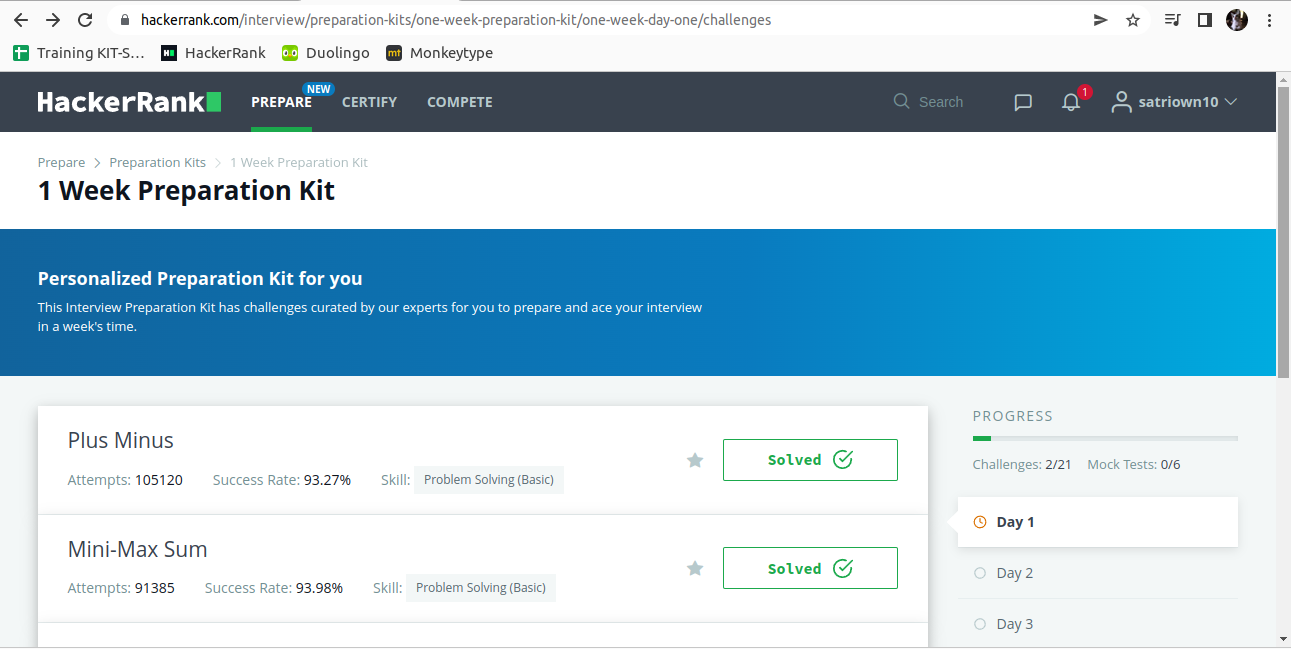 hackerrank.com/interview/preparation-kits/one-week-preparation-kit/one-week-day-one/challenges
Training KIT-S... HackerRank Duolingo mt Monkeytype
HackerRank PREPARE NEW CERTIFY COMPETE Search 1 satriown10
Prepare > Preparation Kits > 1 Week Preparation Kit
1 Week Preparation Kit
Personalized Preparation Kit for you
This Interview Preparation Kit has challenges curated by our experts for you to prepare and ace your interview
in a week's time.
Plus Minus
Attempts: 105120 Success Rate: 93.27% Skill: Problem Solving (Basic)
Solved
Mini-Max Sum
Attempts: 91385 Success Rate: 93.98% Skill: Problem Solving (Basic)
Solved
PROGRESS
Challenges: 2/21 Mock Tests: 0/6
Day 1
Day 2
Day 3